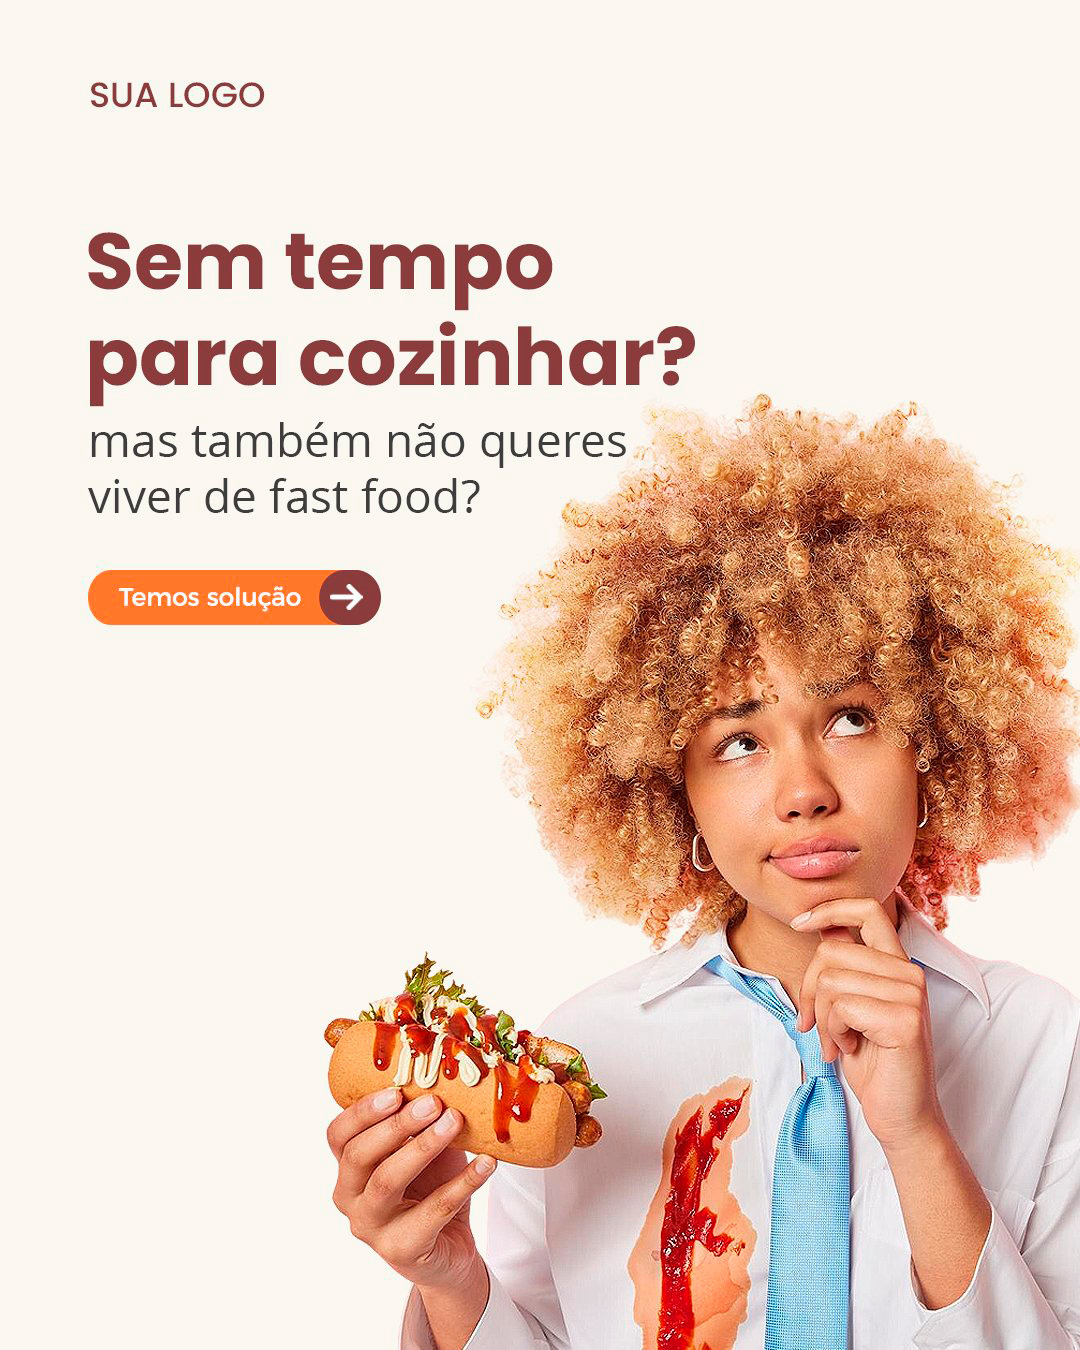 SUA LOGO
Sem tempo
para cozinhar?
mas também não queres
viver de fast food?
Temos solução